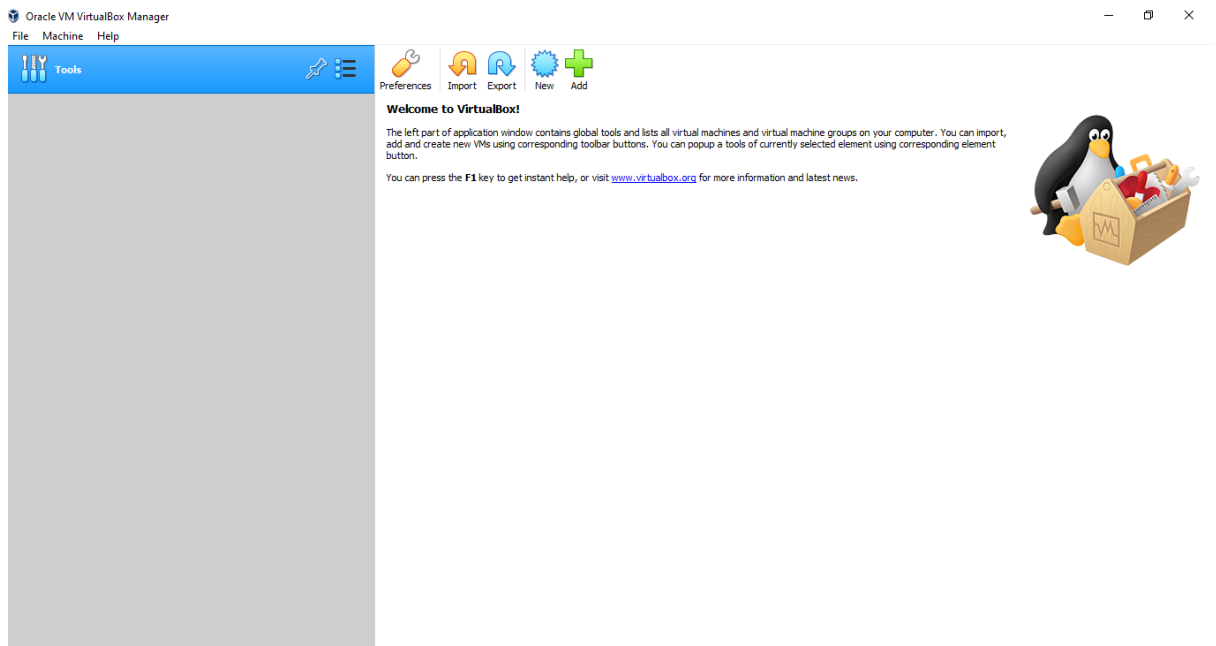 Oracle VM VirtualBox Manager
File Machine Help
Tools
Preferences Import Export New Add
Welcome to VirtualBox!
The left part of application window contains global tools and lists all virtual machines and virtual machine groups on your computer. You can import,
add and create new VMs using corresponding toolbar buttons. You can popup a tools of currently selected element using corresponding element
button.
You can press the F1 key to get instant help, or visit www.virtualbox.org for more information and latest news.